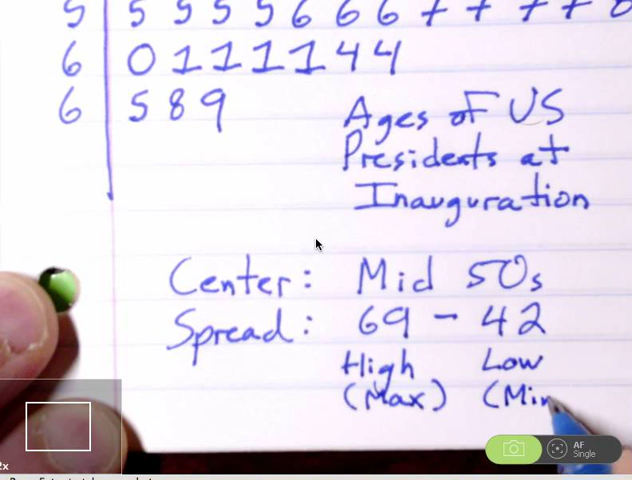 5 5 5 5 5 6 6 6 7 7 7 7 8
6 0 1 1 1 1 4 4
6 5 8 9
Ages of US
Presidents at
Inauguration
Center: Mid 50s
Spread: 69 - 42
High Low
(Max) (Min
AF
Single